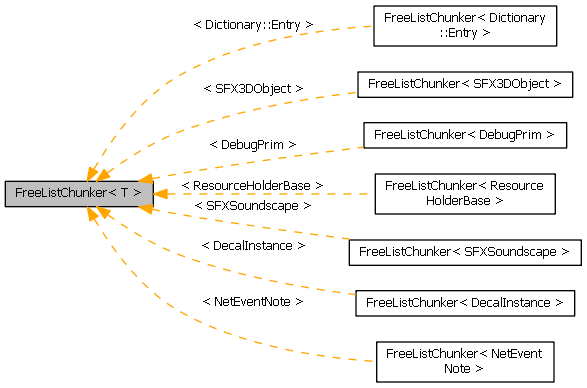 FreeListChunker< Dictionary
::Entry >
< Dictionary::Entry >
FreeListChunker< SFX3DObject >
< SFX3DObject >
FreeListChunker< DebugPrim >
< DebugPrim >
FreeListChunker< T >
< ResourceHolderBase >
FreeListChunker< Resource
HolderBase >
< SFXSoundscape >
FreeListChunker< SFXSoundscape >
< DecalInstance >
FreeListChunker< DecalInstance >
< NetEventNote >
FreeListChunker< NetEvent
Note >